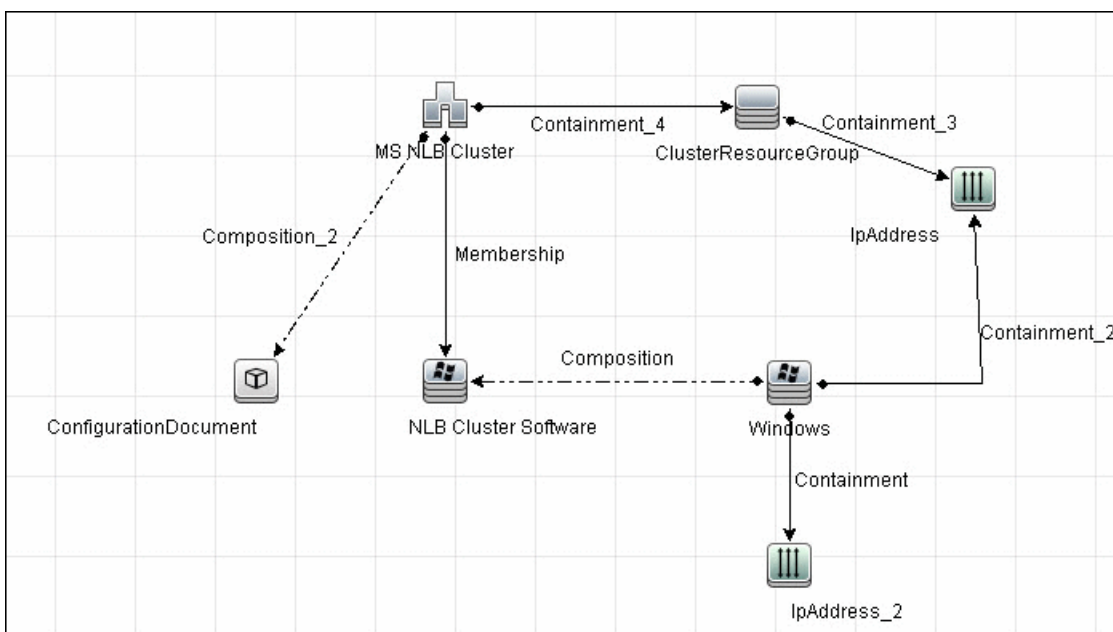 Containment_4
Containment_3
MS NLB Cluster
ClusterResourceGroup
IpAddress
Composition_2
Membership
Containment_2
Composition
ConfigurationDocument
NLB Cluster Software
Windows
Containment
IpAddress_2